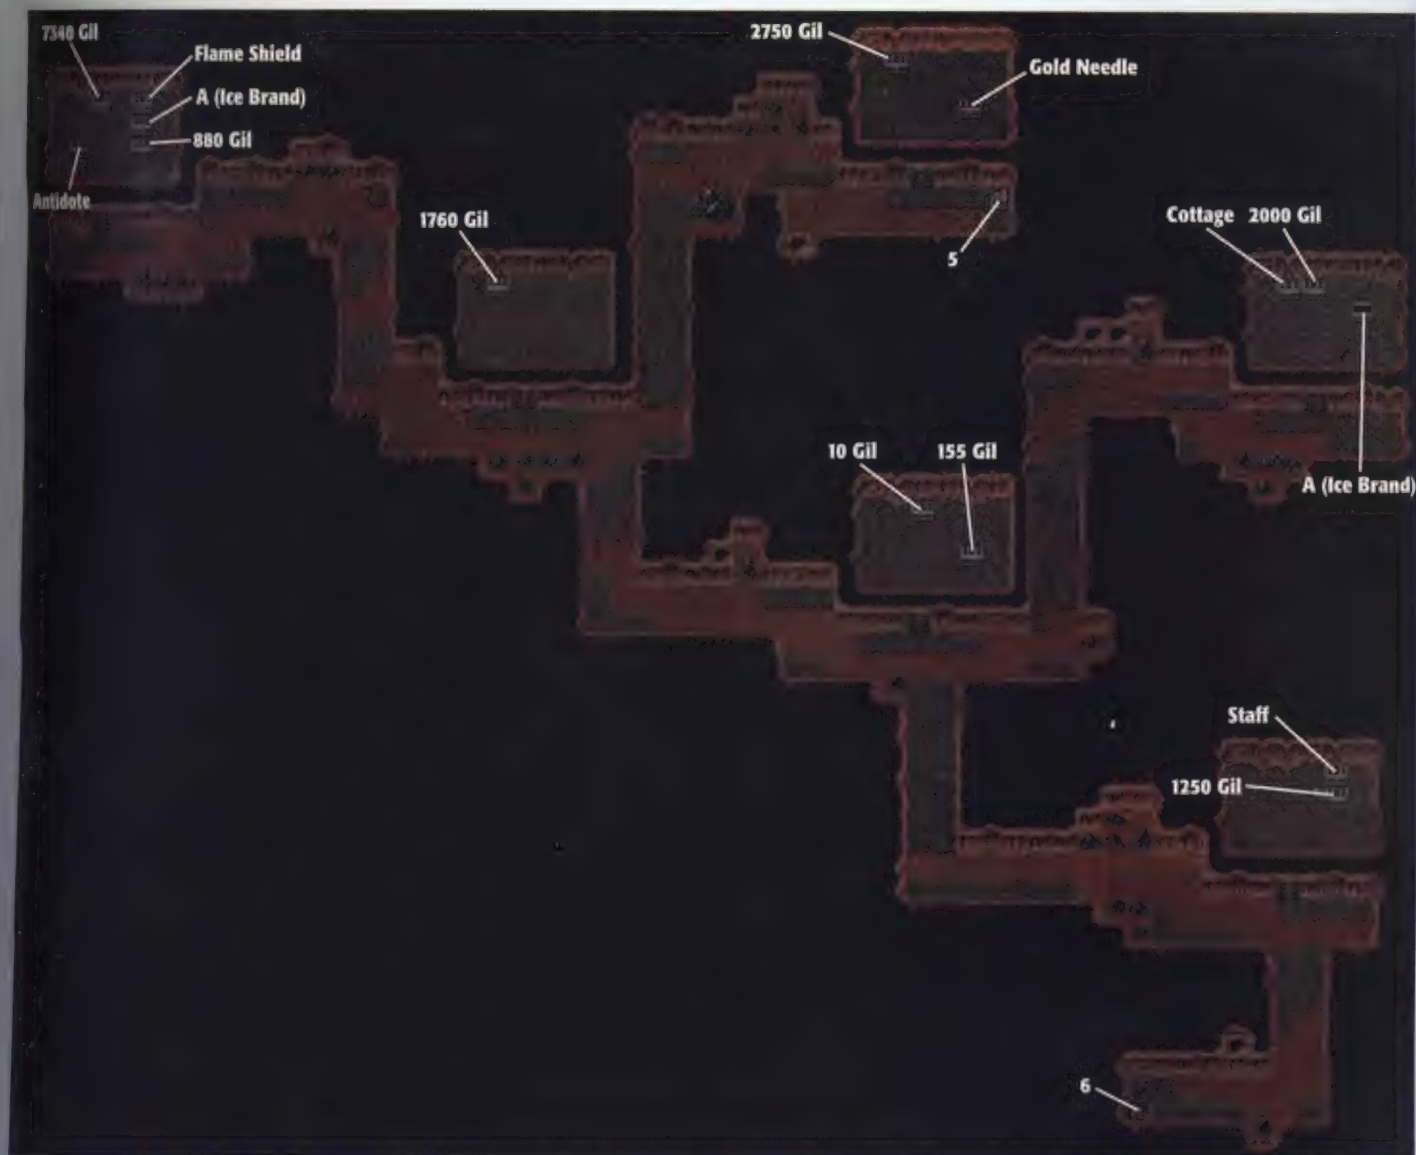 7340 Gil
Flame Shield
A (Ice Brand)
880 Gil
Antidote
1760 Gil
2750 Gil
Gold Needle
5
Cottage
2000 Gil
A (Ice Brand)
10 Gil
155 Gil
Staff
1250 Gil
6